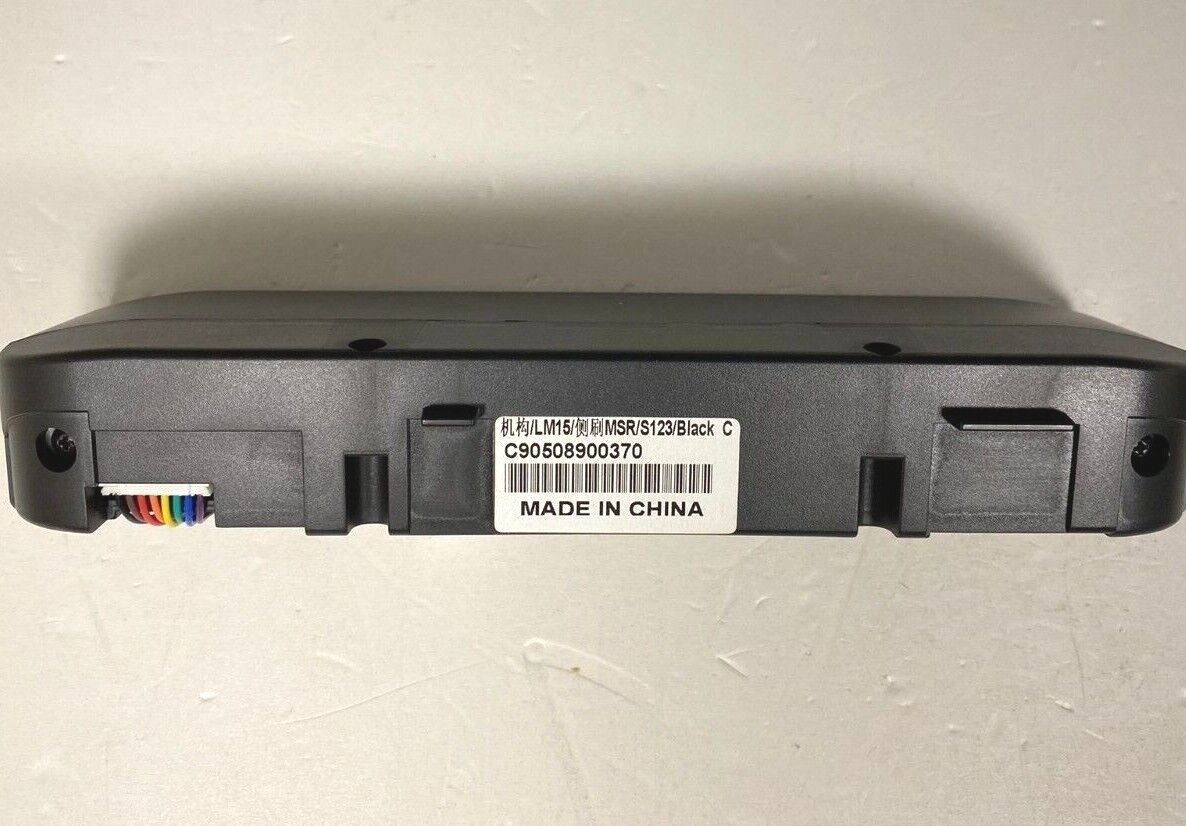 机构/LM15/侧刷MSR/S123/Black C
C90508900370
MADE IN CHINA